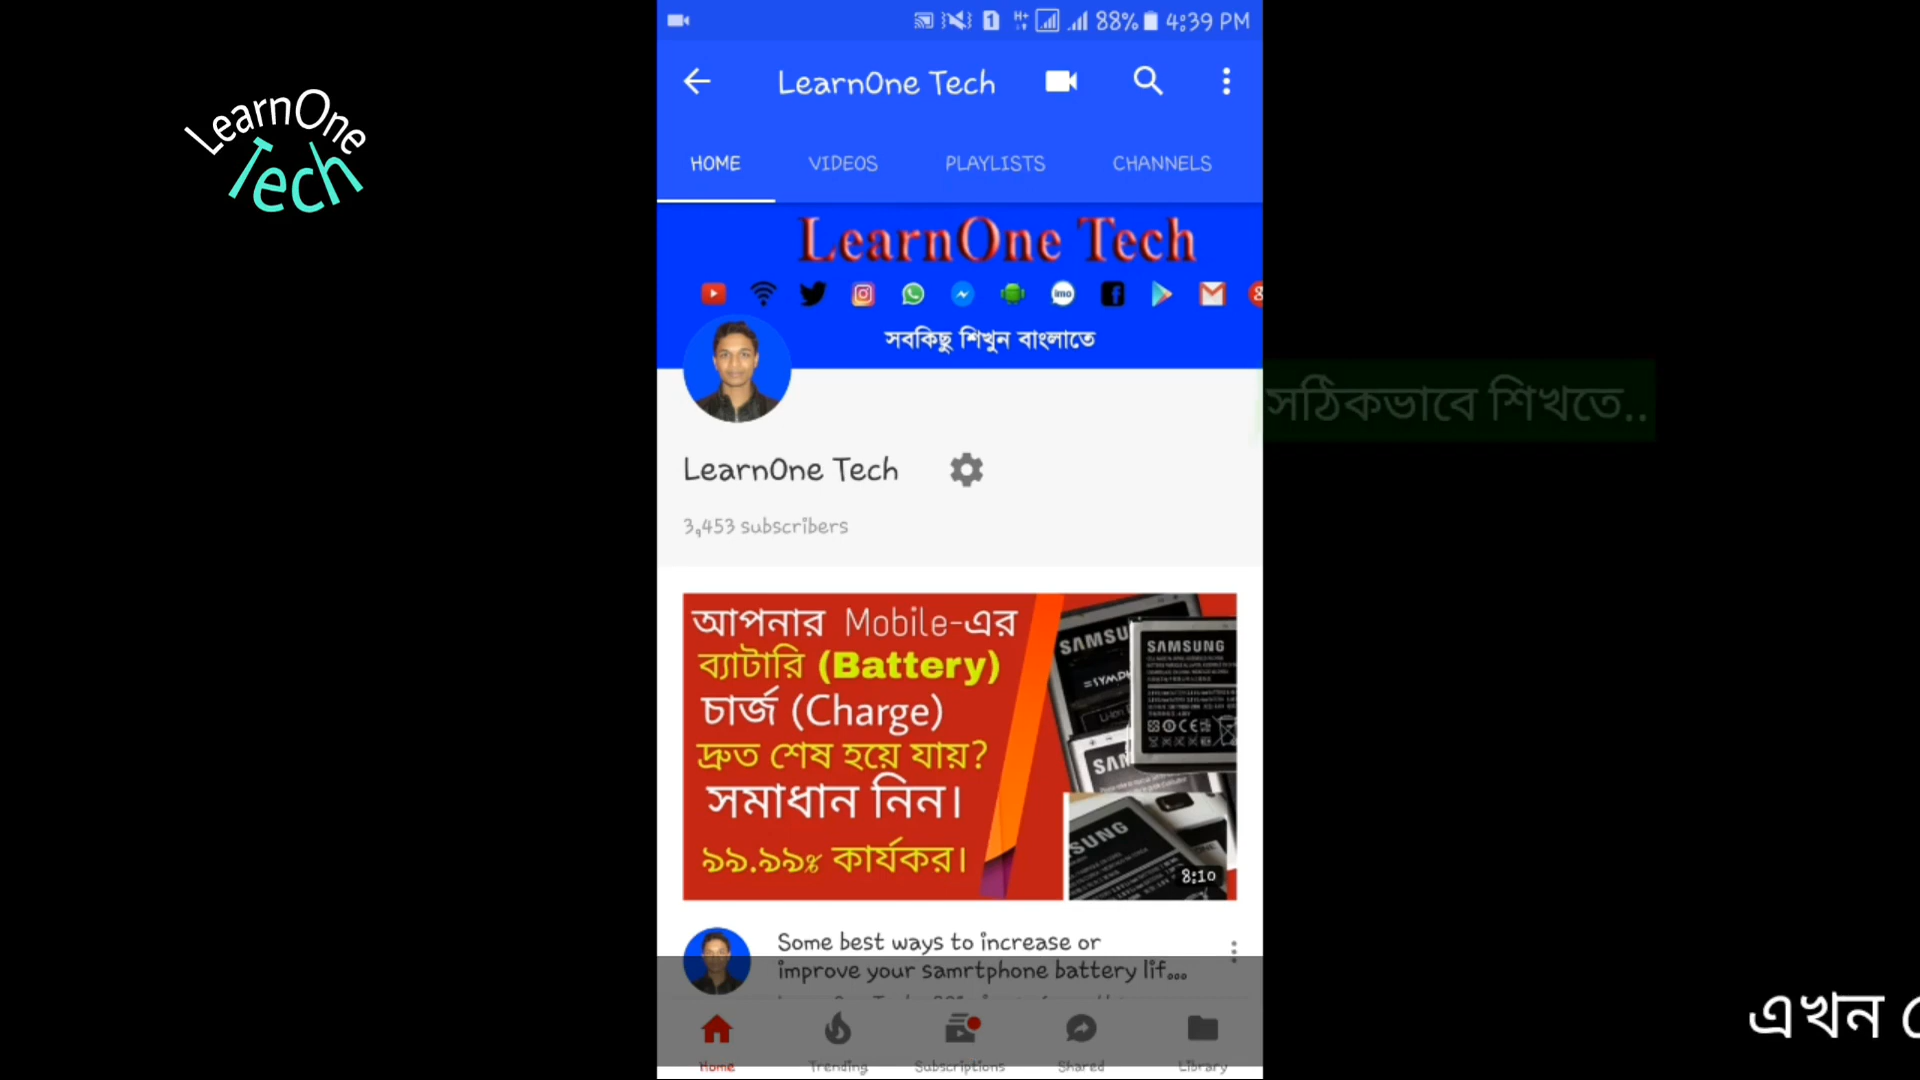 88% 4:39 PM
LearnOne Tech
LearnOne
Tech
HOME VIDEOS PLAYLISTS CHANNELS
LearnOne Tech
imo
সবকিছু শিখুন বাংলাতে
সঠিকভাবে শিখতে..
LearnOne Tech
3,453 subscribers
আপনার Mobile-এর
ব্যাটারি (Battery)
চার্জ (Charge)
দ্রুত শেষ হয়ে যায়?
সমাধান নিন।
৯৯.৯৯% কার্যকর।
SAMSUNG
8:10
Some best ways to increase or
improve your samrtphone battery lif...
এখন
Home Trending Subscriptions Shared Library